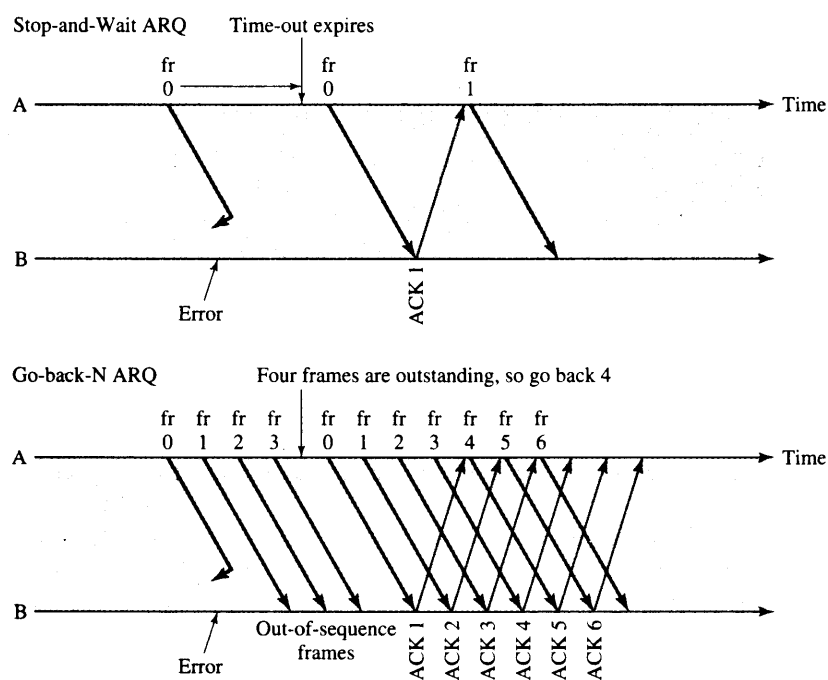 Stop-and-Wait ARQ
Time-out expires
fr fr fr
0 0 1
A Time
B
ACK 1
Error
Go-back-N ARQ
Four frames are outstanding, so go back 4
fr fr fr fr fr fr fr fr fr fr fr
0 1 2 3 0 1 2 3 4 5 6
A Time
B
Out-of-sequence
frames
ACK 1
ACK 2
ACK 3
ACK 4
ACK 5
ACK 6
Error